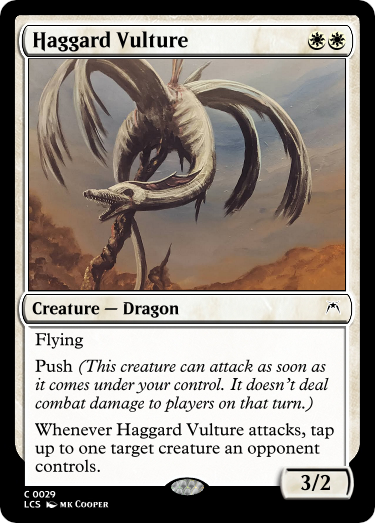 Haggard Vulture
Creature — Dragon
Flying
Push (This creature can attack as soon as
it comes under your control. It doesn't deal
combat damage to players on that turn.)
Whenever Haggard Vulture attacks, tap
up to one target creature an opponent
controls.
3/2
C 0029
LCS MK COOPER